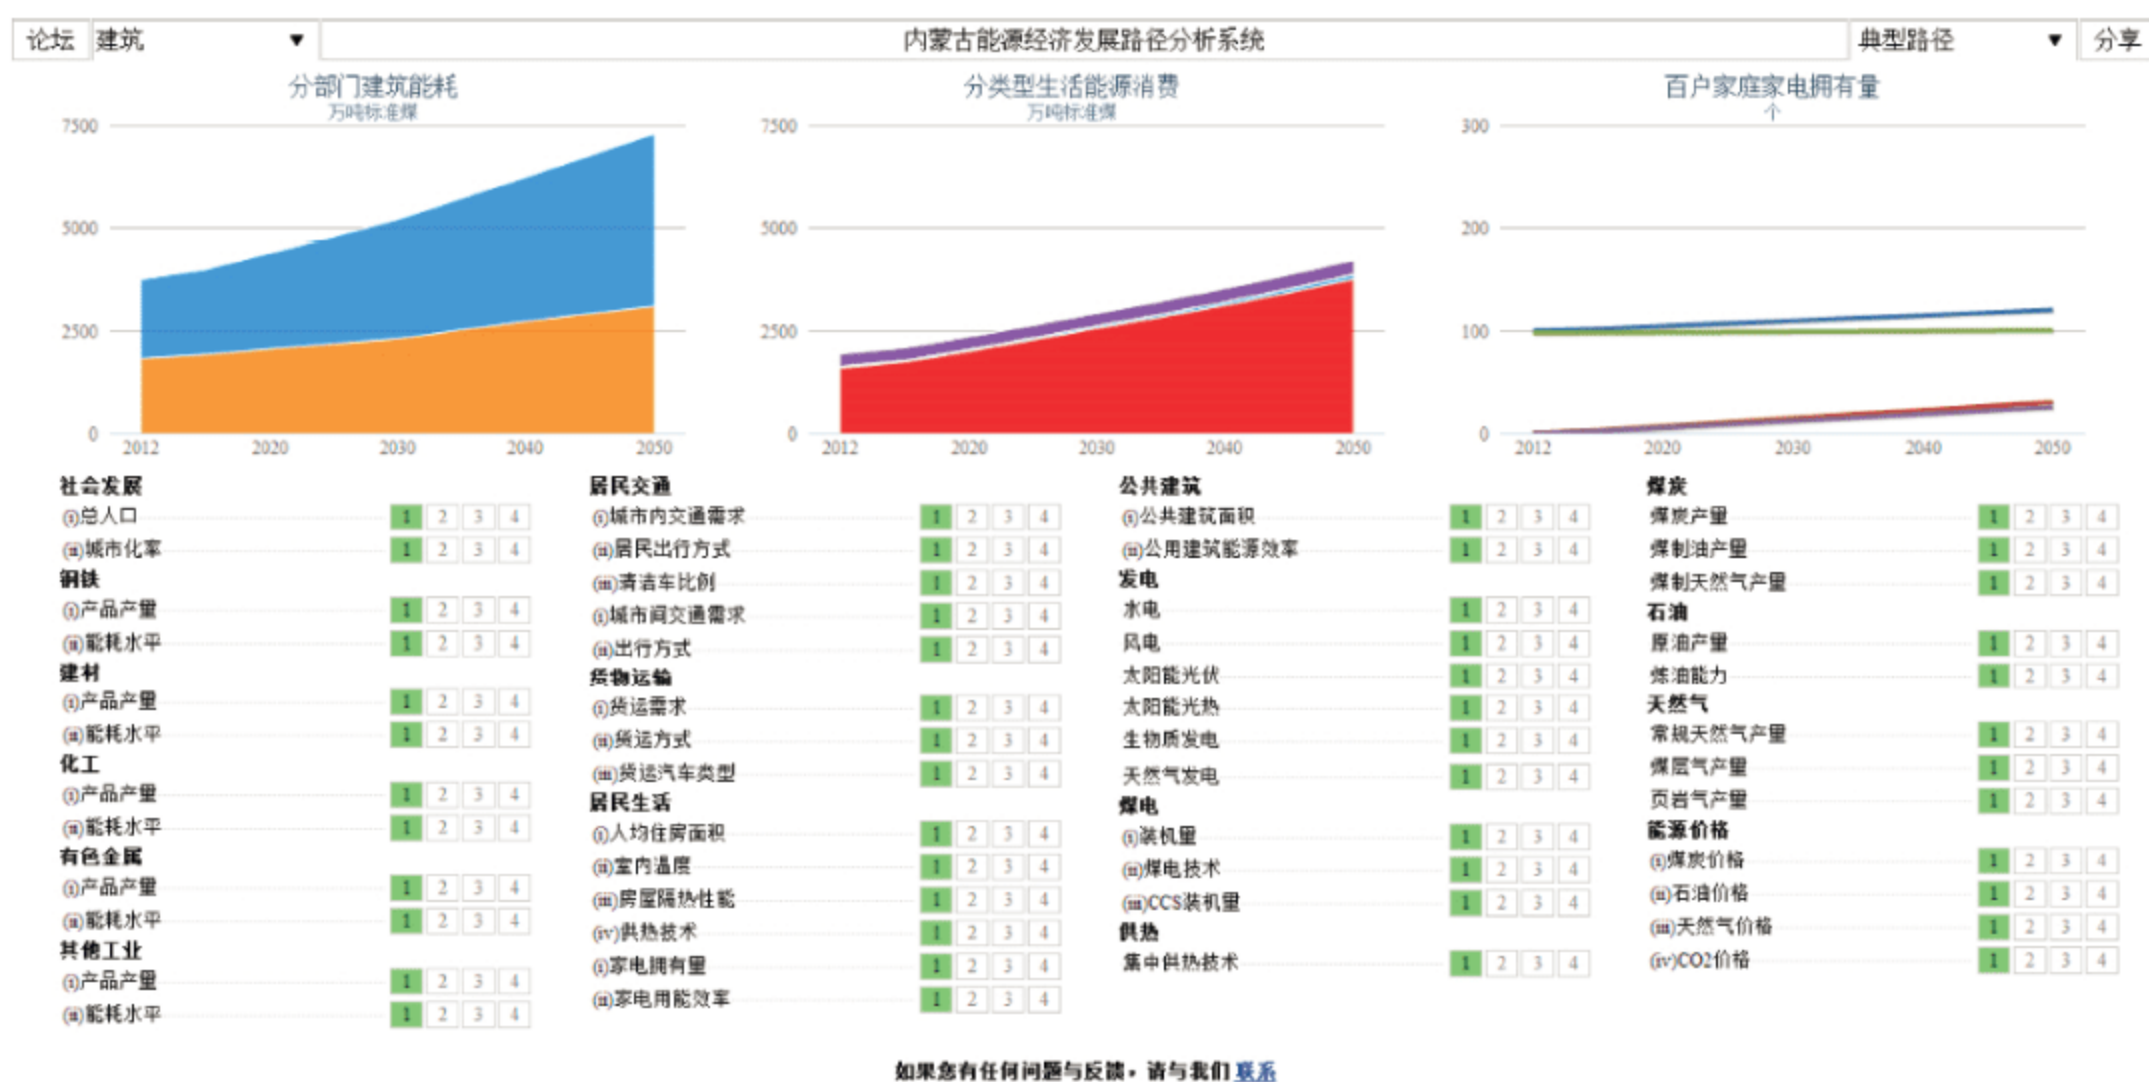 论坛 建筑 ▼ 内蒙古能源经济发展路径分析系统 典型路径 ▼ 分享
分部门建筑能耗
万吨标准煤
7500
5000
2500
0
2012 2020 2030 2040 2050
分类型生活能源消费
万吨标准煤
7500
5000
2500
0
2012 2020 2030 2040 2050
百户家庭家电拥有量
个
300
200
100
0
2012 2020 2030 2040 2050
社会发展
(i)总人口 1 2 3 4
(ii)城市化率 1 2 3 4
钢铁
(i)产品产量 1 2 3 4
(ii)能耗水平 1 2 3 4
建材
(i)产品产量 1 2 3 4
(ii)能耗水平 1 2 3 4
化工
(i)产品产量 1 2 3 4
(ii)能耗水平 1 2 3 4
有色金属
(i)产品产量 1 2 3 4
(ii)能耗水平 1 2 3 4
其他工业
(i)产品产量 1 2 3 4
(ii)能耗水平 1 2 3 4
居民交通
(i)城市内交通需求 1 2 3 4
(ii)居民出行方式 1 2 3 4
(iii)清洁车比例 1 2 3 4
(i)城市间交通需求 1 2 3 4
(ii)出行方式 1 2 3 4
货物运输
(i)货运需求 1 2 3 4
(ii)货运方式 1 2 3 4
(iii)货运汽车类型 1 2 3 4
居民生活
(i)人均住房面积 1 2 3 4
(ii)室内温度 1 2 3 4
(iii)房屋隔热性能 1 2 3 4
(iv)供热技术 1 2 3 4
(i)家电拥有量 1 2 3 4
(ii)家电用能效率 1 2 3 4
公共建筑
(i)公共建筑面积 1 2 3 4
(ii)公用建筑能源效率 1 2 3 4
发电
水电 1 2 3 4
风电 1 2 3 4
太阳能光伏 1 2 3 4
太阳能光热 1 2 3 4
生物质发电 1 2 3 4
天然气发电 1 2 3 4
煤电
(i)装机量 1 2 3 4
(ii)煤电技术 1 2 3 4
(iii)CCS装机量 1 2 3 4
供热
集中供热技术 1 2 3 4
煤炭
煤炭产量 1 2 3 4
煤制油产量 1 2 3 4
煤制天然气产量 1 2 3 4
石油
原油产量 1 2 3 4
炼油能力 1 2 3 4
天然气
常规天然气产量 1 2 3 4
煤层气产量 1 2 3 4
页岩气产量 1 2 3 4
能源价格
(i)煤炭价格 1 2 3 4
(ii)石油价格 1 2 3 4
(iii)天然气价格 1 2 3 4
(iv)CO2价格 1 2 3 4
如果您有任何问题与反馈，请与我们 联系